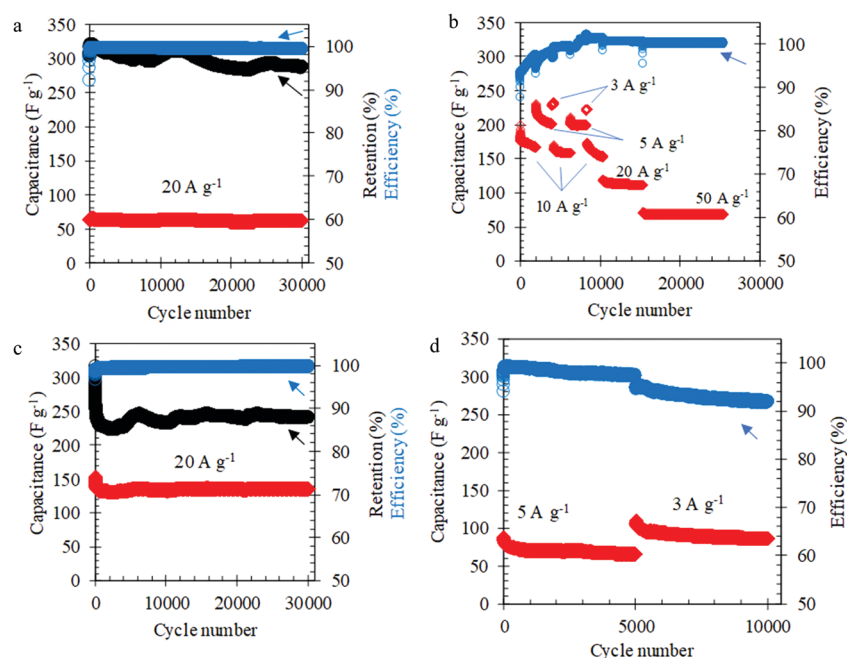 a
350
300
250
200
150
100
50
0
Capacitance (F g⁻¹)
20 A g⁻¹
100
90
80
70
60
50
Retention (%)
Efficiency (%)
0 10000 20000 30000
Cycle number
b
350
300
250
200
150
100
50
0
Capacitance (F g⁻¹)
3 A g⁻¹
5 A g⁻¹
10 A g⁻¹
20 A g⁻¹
50 A g⁻¹
100
90
80
70
60
50
Efficiency (%)
0 10000 20000 30000
Cycle number
c
350
300
250
200
150
100
50
0
Capacitance (F g⁻¹)
20 A g⁻¹
100
90
80
70
60
50
Retention (%)
Efficiency (%)
0 10000 20000 30000
Cycle number
d
350
300
250
200
150
100
50
0
Capacitance (F g⁻¹)
5 A g⁻¹
3 A g⁻¹
100
90
80
70
60
50
Efficiency (%)
0 5000 10000
Cycle number